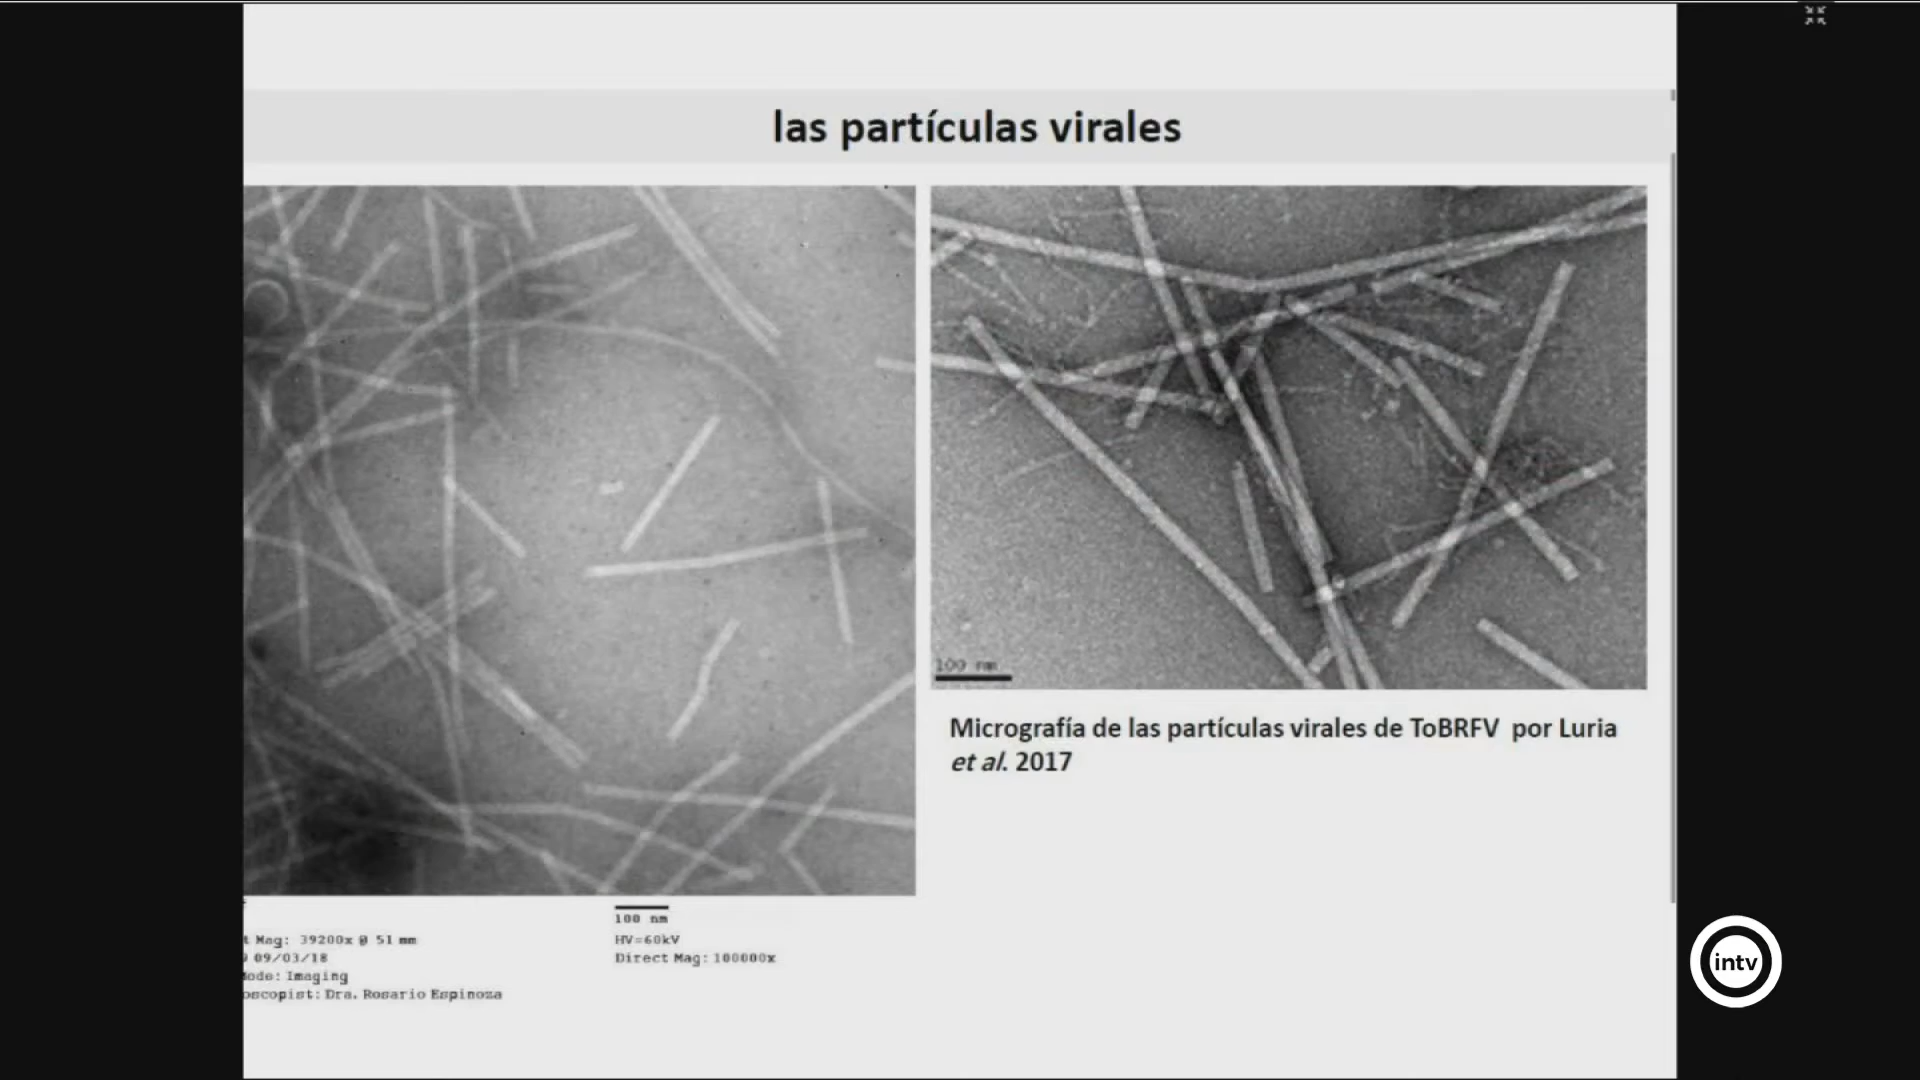 las partículas virales
100 nm
Micrografía de las partículas virales de ToBRFV por Luria
et al. 2017
100 nm
Mag: 39200x @ 51 mm
HV=60kV
09/03/18
Direct Mag: 100000x
Imaging
Dra. Rosario Espinoza
intv